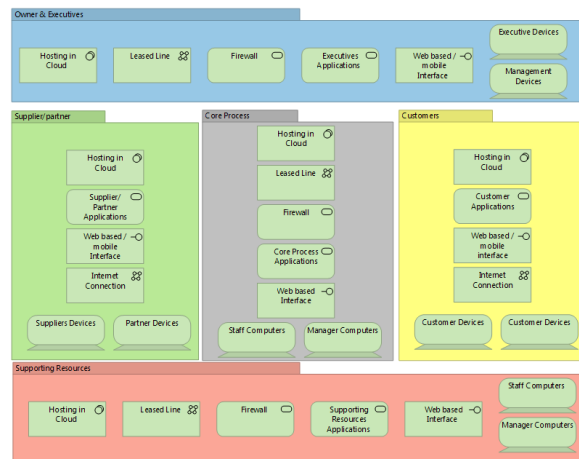 Owner & Executives
Hosting in
Cloud
Leased Line
Firewall
Executives
Applications
Web based /
mobile
Interface
Executive Devices
Management
Devices
Supplier/partner
Hosting in
Cloud
Supplier/
Partner
Applications
Web based /
mobile
Interface
Internet
Connection
Suppliers Devices
Partner Devices
Core Process
Hosting in
Cloud
Leased Line
Firewall
Core Process
Applications
Web based
Interface
Staff Computers
Manager Computers
Customers
Hosting in
Cloud
Customer
Applications
Web based /
mobile
interface
Internet
Connection
Customer Devices
Customer Devices
Supporting Resources
Hosting in
Cloud
Leased Line
Firewall
Supporting
Resources
Applications
Web based
Interface
Staff Computers
Manager Computers